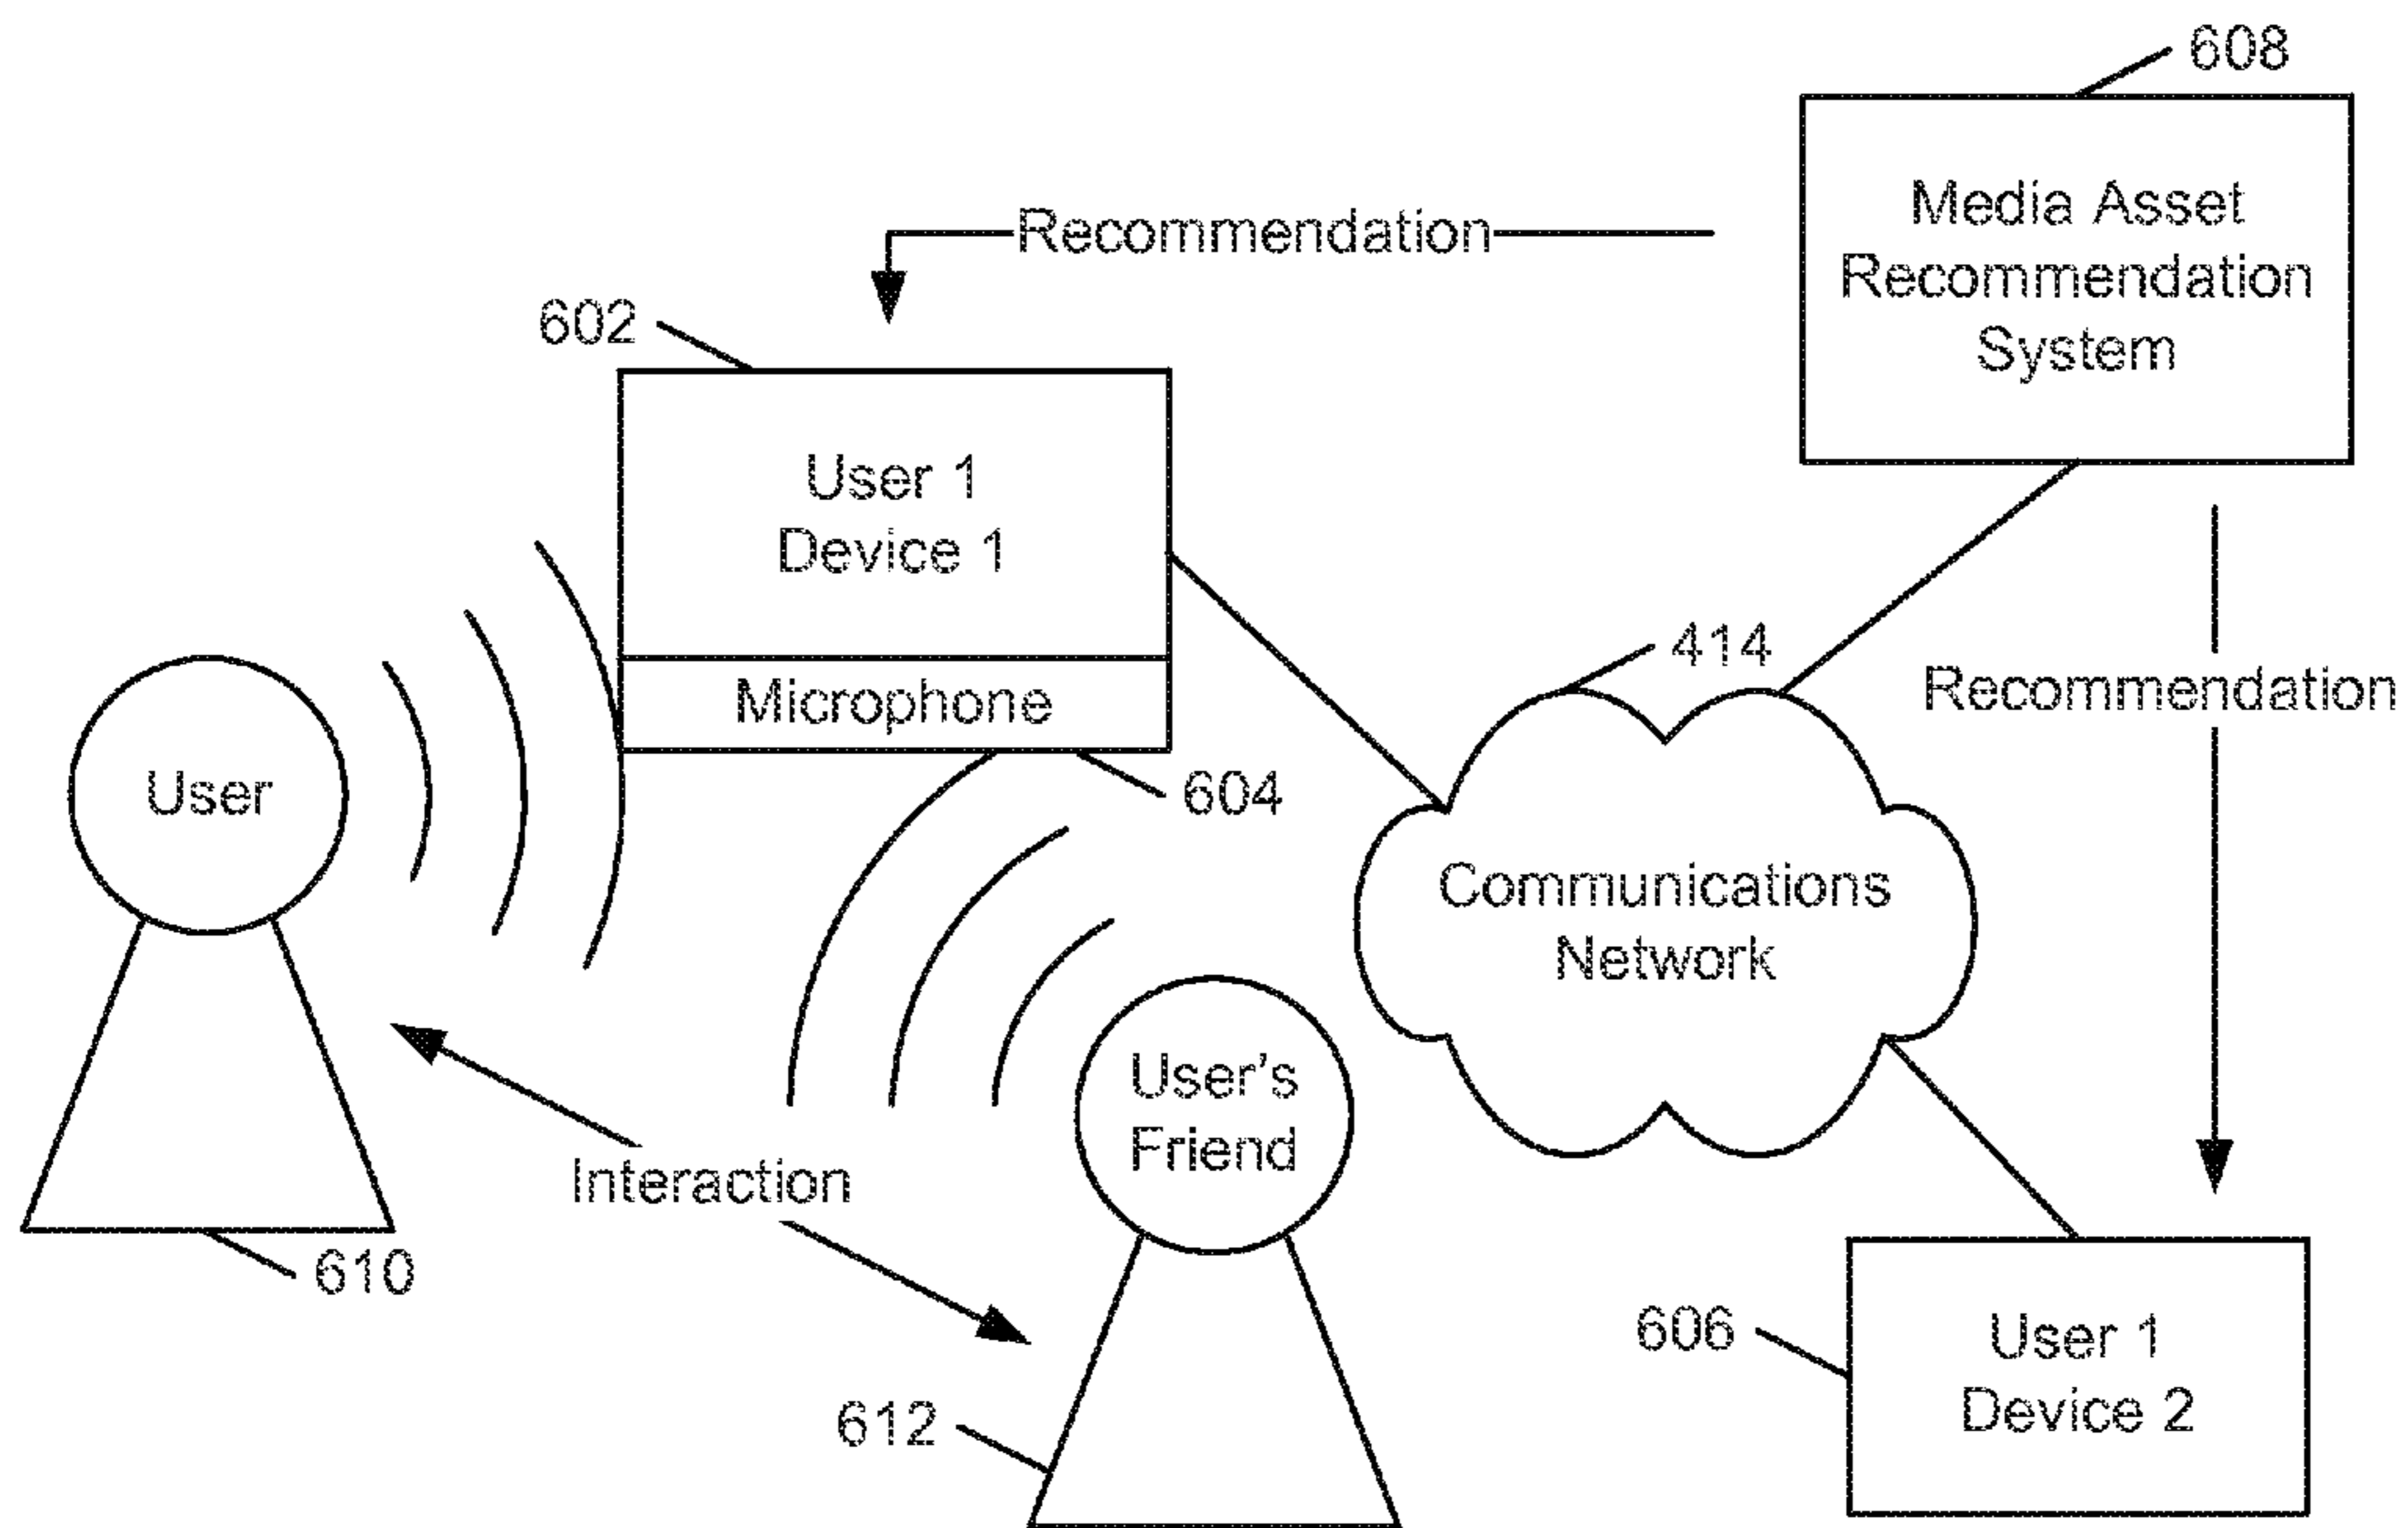 608
Media Asset
Recommendation
System
Recommendation
602
User 1
Device 1
Microphone
604
414
Recommendation
User
Communications
Network
User's
Friend
Interaction
610
606
User 1
Device 2
612